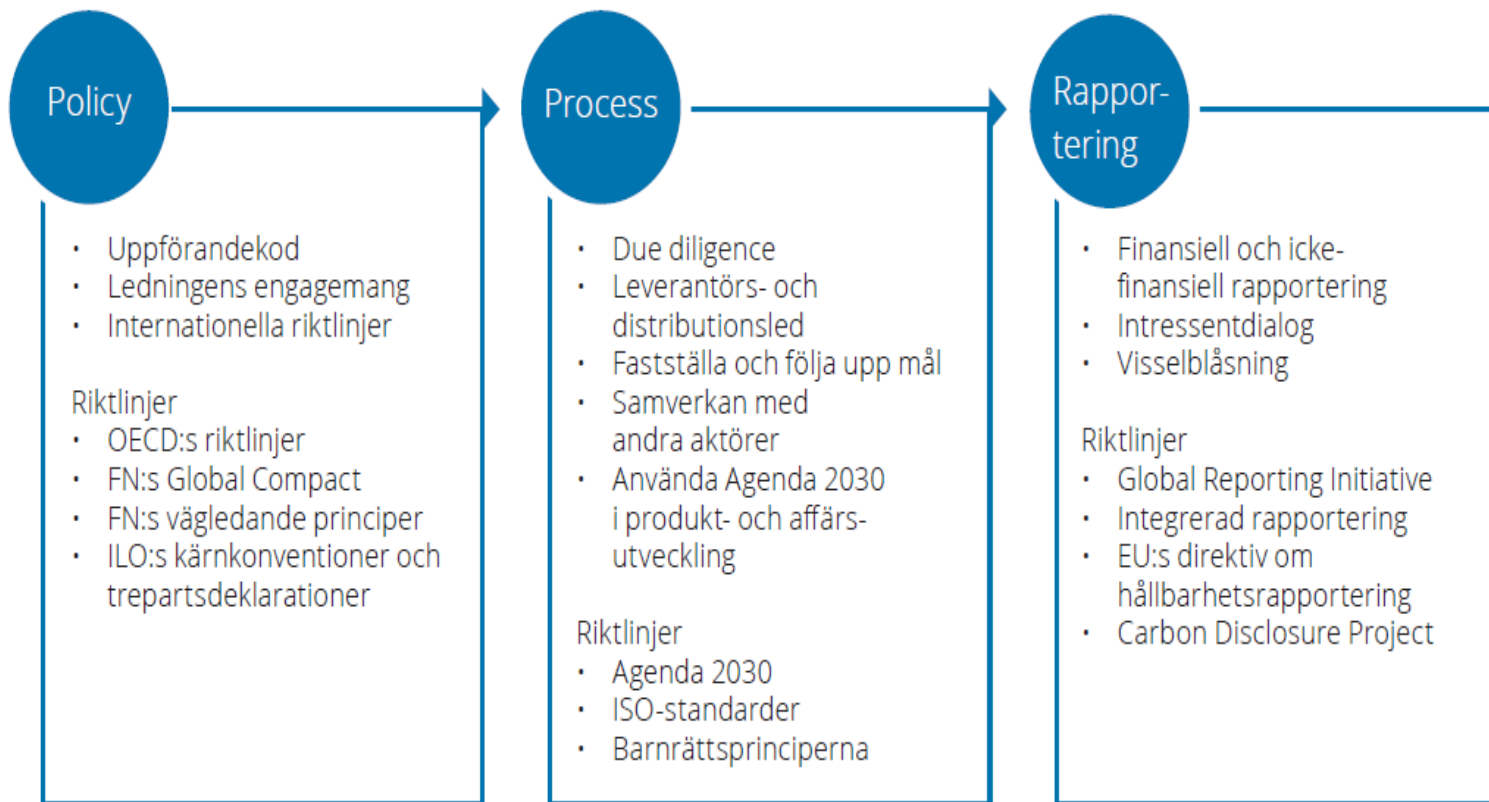 Policy
• Uppförandekod
• Ledningens engagemang
• Internationella riktlinjer
Riktlinjer
• OECD:s riktlinjer
• FN:s Global Compact
• FN:s vägledande principer
• ILO:s kärnkonventioner och
trepartsdeklarationer
Process
• Due diligence
• Leverantörs- och
distributionsled
• Fastställa och följa upp mål
• Samverkan med
andra aktörer
• Använda Agenda 2030
i produkt- och affärs-
utveckling
Riktlinjer
• Agenda 2030
• ISO-standarder
• Barnrättsprinciperna
Rappor-
tering
• Finansiell och icke-
finansiell rapportering
• Intressentdialog
• Visselblåsning
Riktlinjer
• Global Reporting Initiative
• Integrerad rapportering
• EU:s direktiv om
hållbarhetsrapportering
• Carbon Disclosure Project